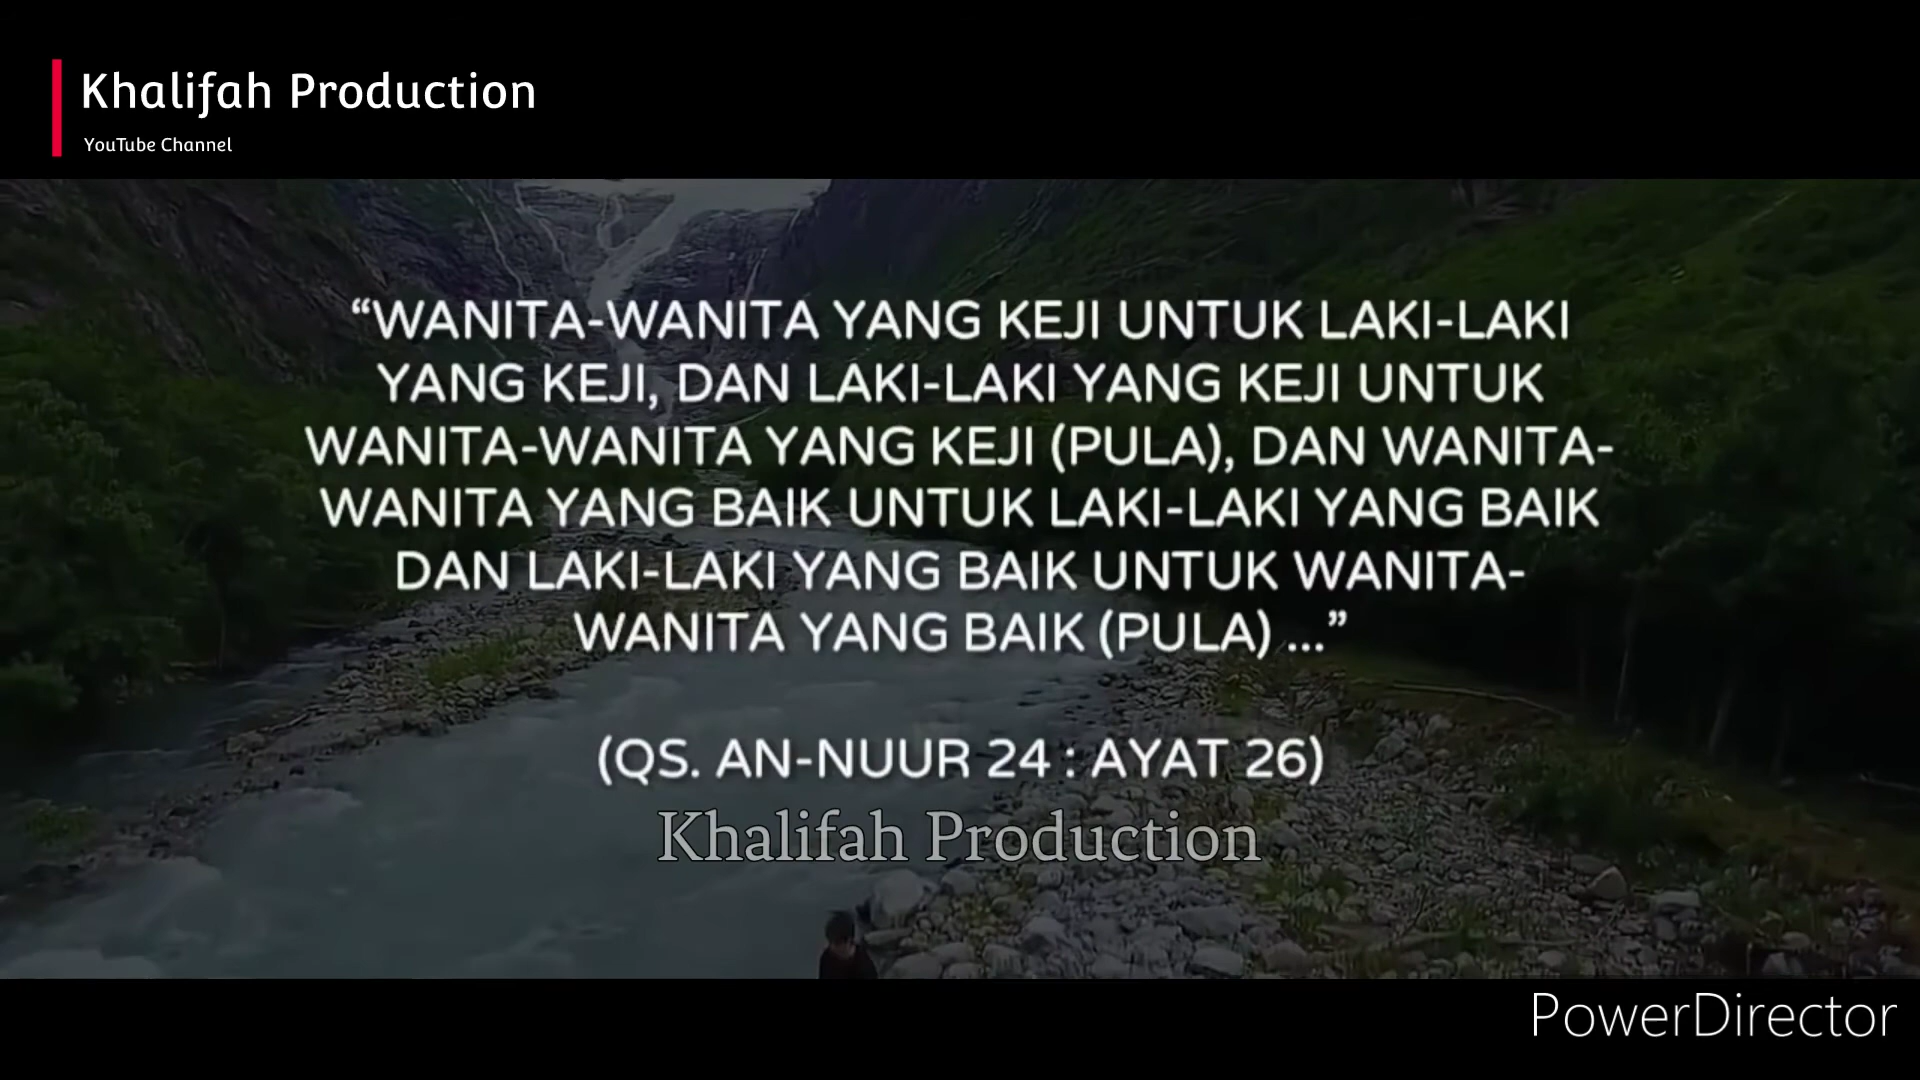 Khalifah Production
YouTube Channel
“WANITA-WANITA YANG KEJI UNTUK LAKI-LAKI
YANG KEJI, DAN LAKI-LAKI YANG KEJI UNTUK
WANITA-WANITA YANG KEJI (PULA), DAN WANITA-
WANITA YANG BAIK UNTUK LAKI-LAKI YANG BAIK
DAN LAKI-LAKI YANG BAIK UNTUK WANITA-
WANITA YANG BAIK (PULA) ...”
(QS. AN-NUUR 24 : AYAT 26)
Khalifah Production
PowerDirector